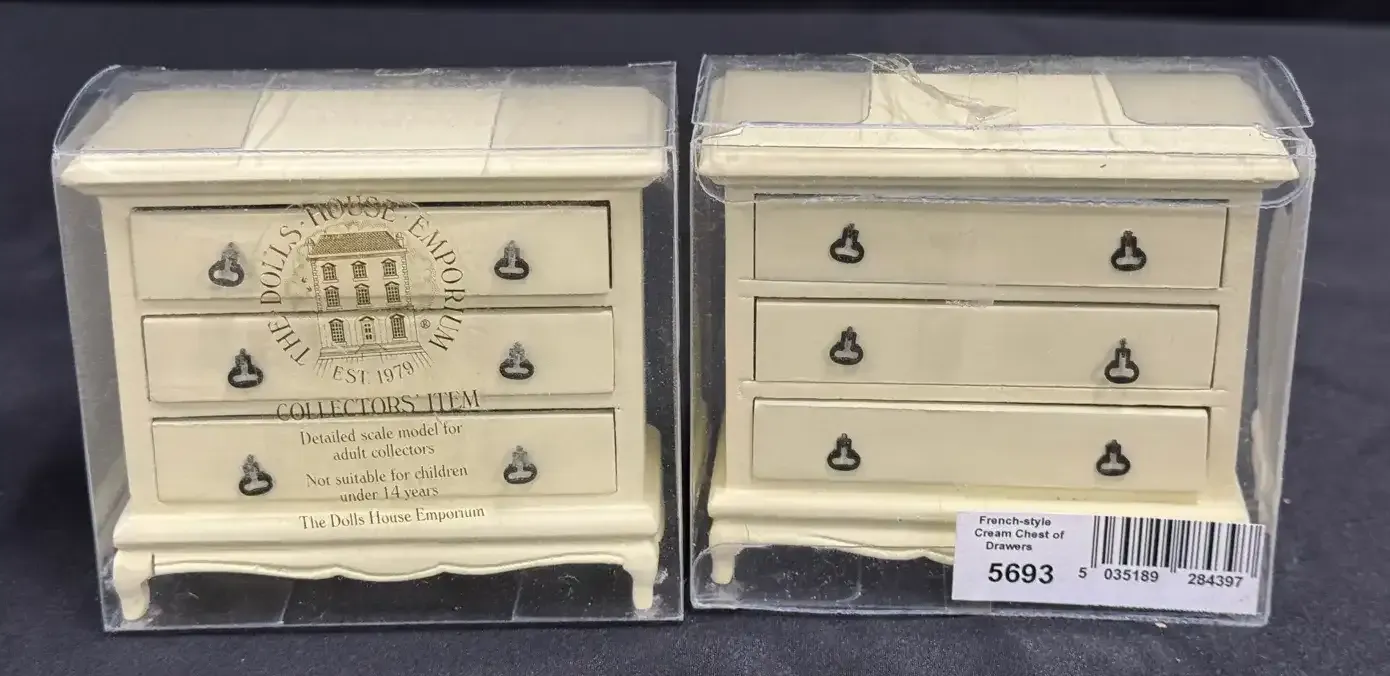 THE · DOLLS · HOUSE · EMPORIUM
®
EST. 1979
COLLECTORS' ITEM
Detailed scale model for
adult collectors
Not suitable for children
under 14 years
The Dolls House Emporium
French-style
Cream Chest of
Drawers
5693
5 035189 284397